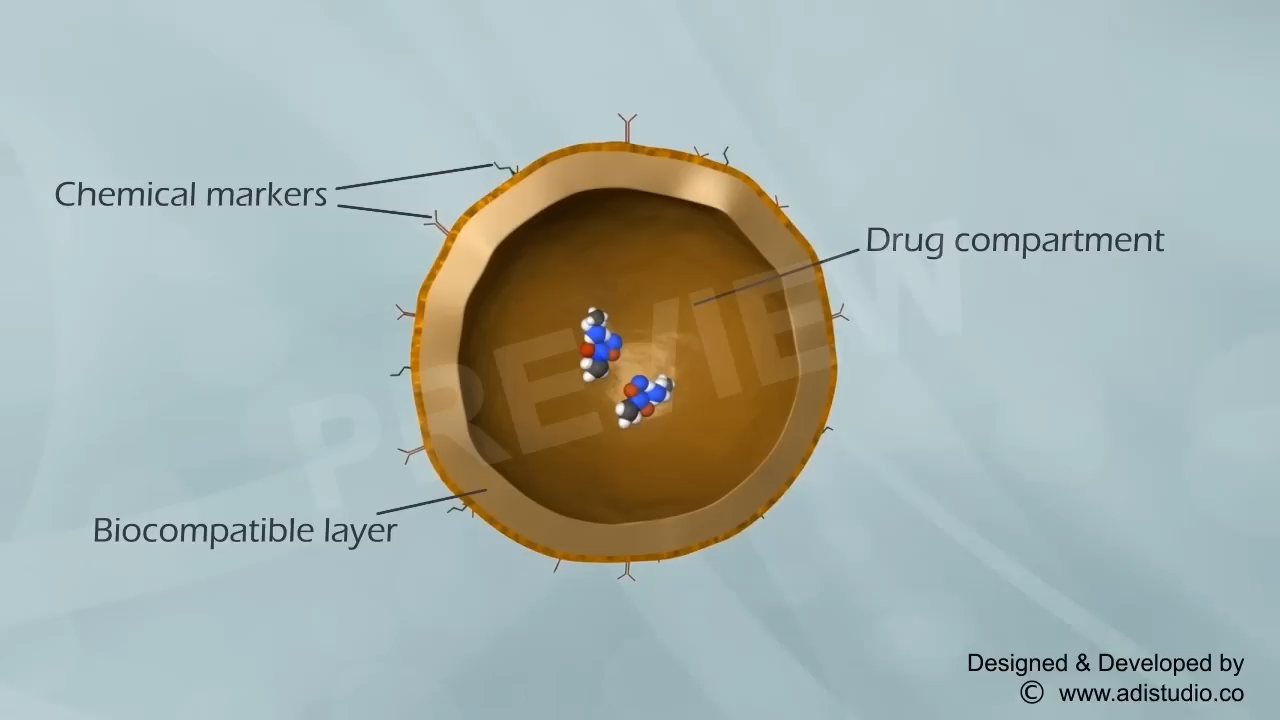 Chemical markers
Drug compartment
PREVIEW
Biocompatible layer
Designed & Developed by
© www.adistudio.co